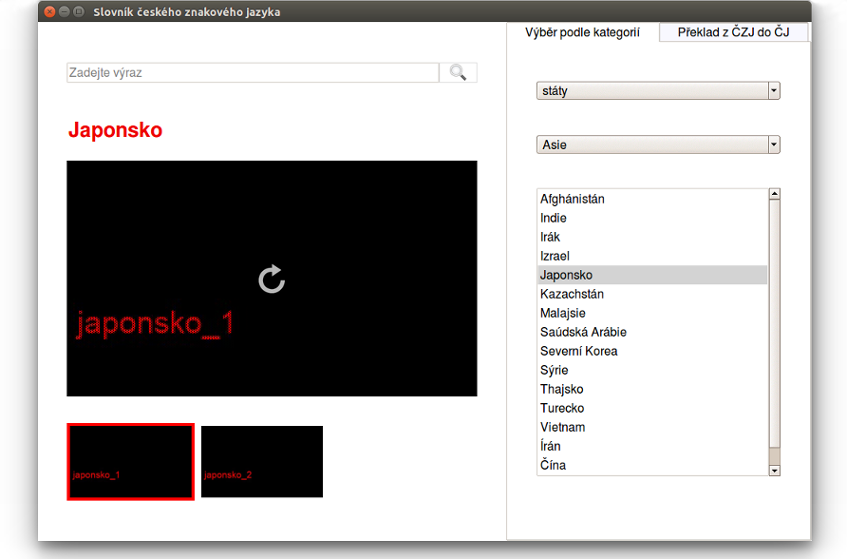 Slovník českého znakového jazyka
Výběr podle kategorií
Překlad z ČZJ do ČJ
Zadejte výraz
Japonsko
japonsko_1
japonsko_1
japonsko_2
státy
Asie
Afghánistán
Indie
Irák
Izrael
Japonsko
Kazachstán
Malajsie
Saúdská Arábie
Severní Korea
Sýrie
Thajsko
Turecko
Vietnam
Írán
Čína